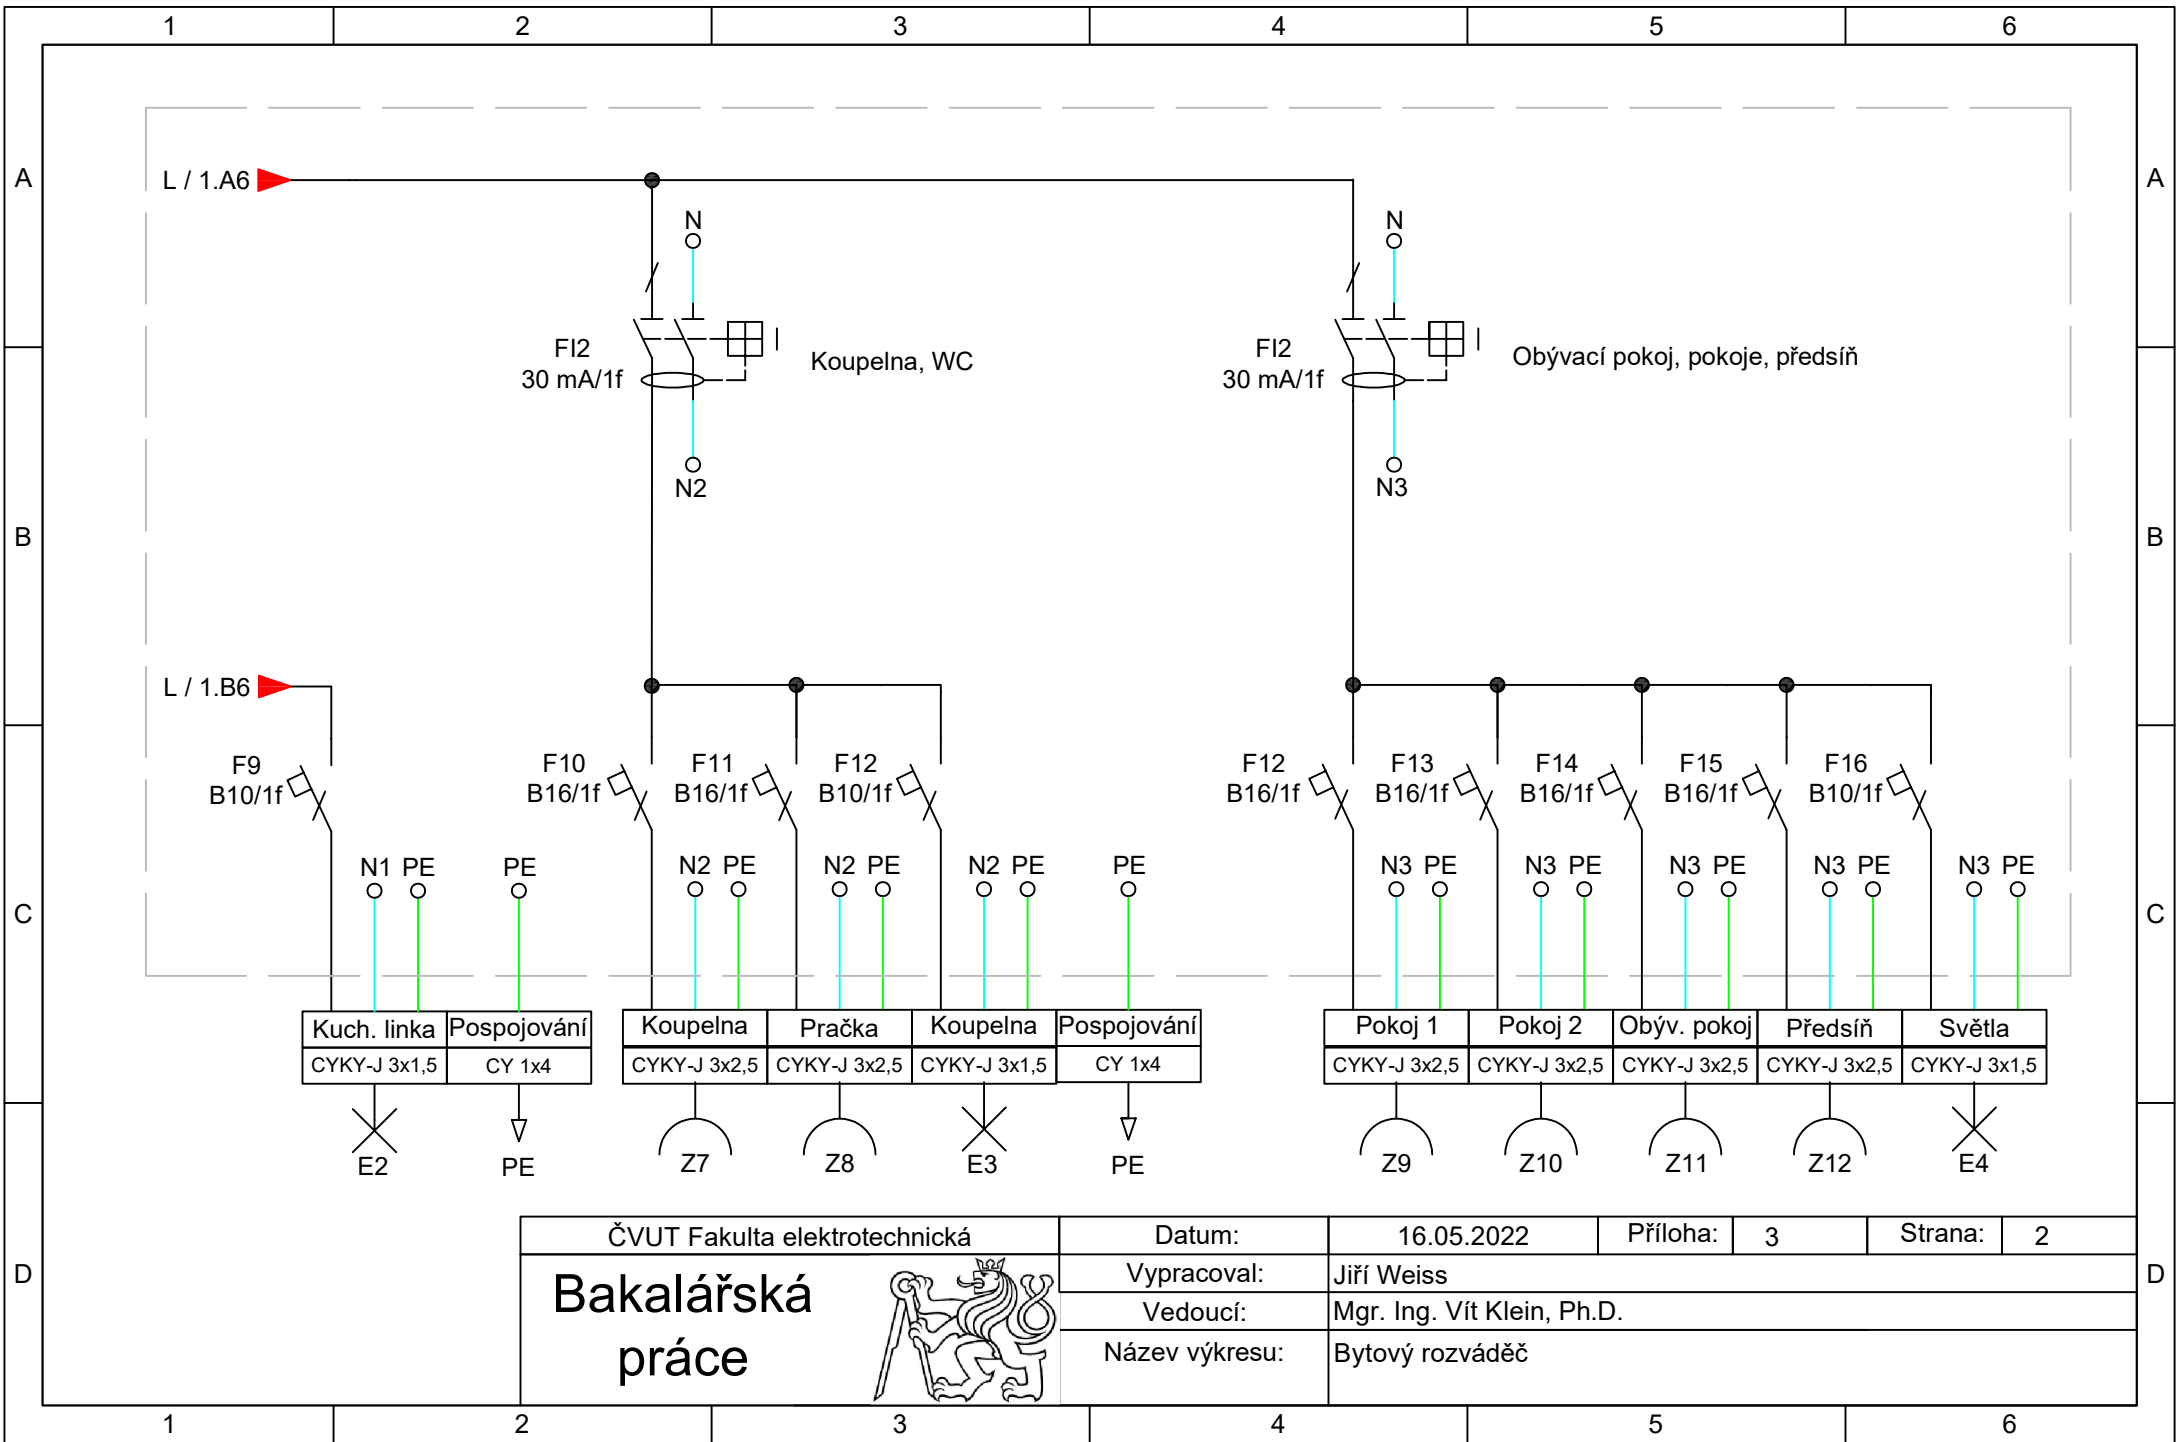 1 2 3 4 5 6
A A
L / 1.A6
N N
FI2 FI2
30 mA/1f 30 mA/1f
Koupelna, WC Obývací pokoj, pokoje, předsíň
N2 N3
B B
L / 1.B6
F9 F10 F11 F12 F12 F13 F14 F15 F16
B10/1f B16/1f B16/1f B10/1f B16/1f B16/1f B16/1f B16/1f B10/1f
N1 PE PE N2 PE N2 PE N2 PE PE N3 PE N3 PE N3 PE N3 PE N3 PE
C C
Kuch. linka Pospojování Koupelna Pračka Koupelna Pospojování Pokoj 1 Pokoj 2 Obýv. pokoj Předsíň Světla
CYKY-J 3x1,5 CY 1x4 CYKY-J 3x2,5 CYKY-J 3x2,5 CYKY-J 3x1,5 CY 1x4 CYKY-J 3x2,5 CYKY-J 3x2,5 CYKY-J 3x2,5 CYKY-J 3x2,5 CYKY-J 3x1,5
E2 PE Z7 Z8 E3 PE Z9 Z10 Z11 Z12 E4
ČVUT Fakulta elektrotechnická Datum: 16.05.2022 Příloha: 3 Strana: 2
D D
Bakalářská
práce
Vypracoval: Jiří Weiss
Vedoucí: Mgr. Ing. Vít Klein, Ph.D.
Název výkresu: Bytový rozváděč
1 2 3 4 5 6